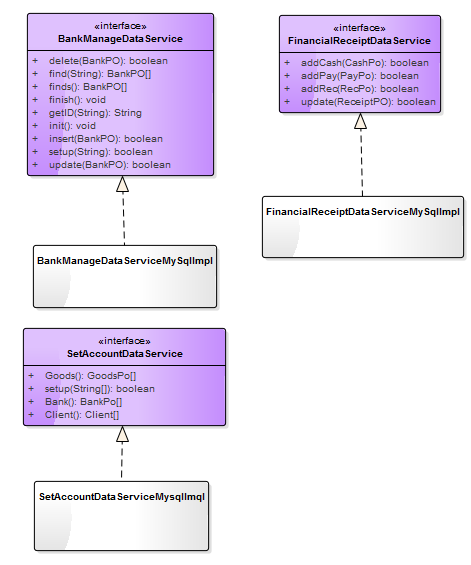 «interface»
BankManageDataService
+ delete(BankPO): boolean
+ find(String): BankPO[]
+ finds(): BankPO[]
+ finish(): void
+ getID(String): String
+ init(): void
+ insert(BankPO): boolean
+ setup(String): boolean
+ update(BankPO): boolean
«interface»
FinancialReceiptDataService
+ addCash(CashPo): boolean
+ addPay(PayPo): boolean
+ addRec(RecPo): boolean
+ update(ReceiptPO): boolean
BankManageDataServiceMySqlImpl
FinancialReceiptDataServiceMySqlImpl
«interface»
SetAccountDataService
+ Goods(): GoodsPo[]
+ setup(String[]): boolean
+ Bank(): BankPo[]
+ Client(): Client[]
SetAccountDataServiceMysqlImql